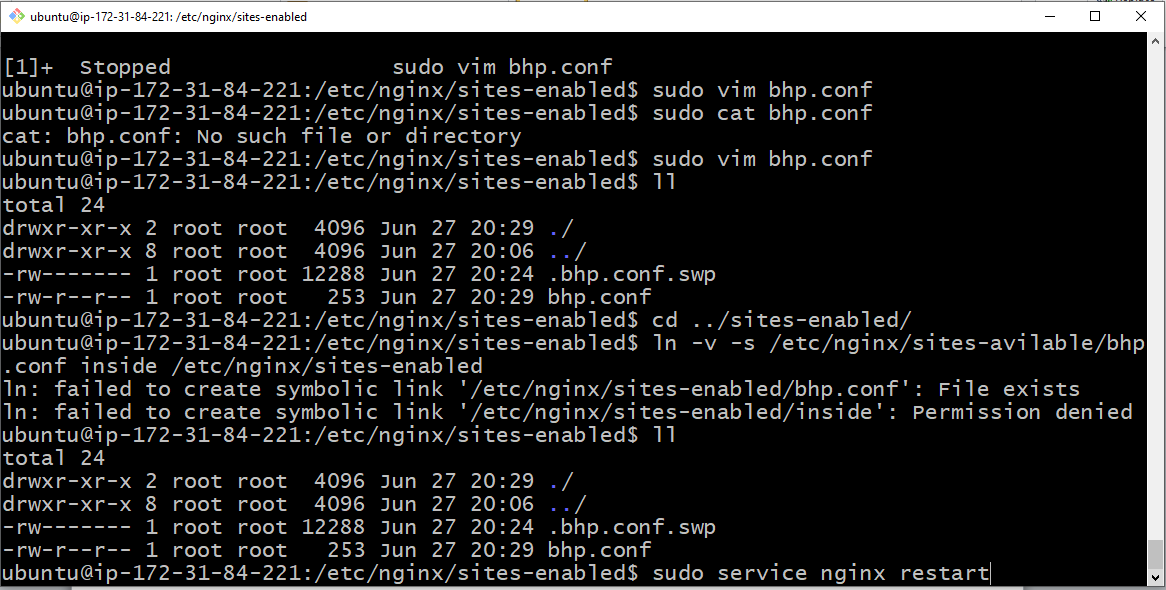 ubuntu@ip-172-31-84-221: /etc/nginx/sites-enabled
[1]+  Stopped                 sudo vim bhp.conf
ubuntu@ip-172-31-84-221:/etc/nginx/sites-enabled$ sudo vim bhp.conf
ubuntu@ip-172-31-84-221:/etc/nginx/sites-enabled$ sudo cat bhp.conf
cat: bhp.conf: No such file or directory
ubuntu@ip-172-31-84-221:/etc/nginx/sites-enabled$ sudo vim bhp.conf
ubuntu@ip-172-31-84-221:/etc/nginx/sites-enabled$ ll
total 24
drwxr-xr-x 2 root root  4096 Jun 27 20:29 ./
drwxr-xr-x 8 root root  4096 Jun 27 20:06 ../
-rw------- 1 root root 12288 Jun 27 20:24 .bhp.conf.swp
-rw-r--r-- 1 root root   253 Jun 27 20:29 bhp.conf
ubuntu@ip-172-31-84-221:/etc/nginx/sites-enabled$ cd ../sites-enabled/
ubuntu@ip-172-31-84-221:/etc/nginx/sites-enabled$ ln -v -s /etc/nginx/sites-avilable/bhp
.conf inside /etc/nginx/sites-enabled
ln: failed to create symbolic link '/etc/nginx/sites-enabled/bhp.conf': File exists
ln: failed to create symbolic link '/etc/nginx/sites-enabled/inside': Permission denied
ubuntu@ip-172-31-84-221:/etc/nginx/sites-enabled$ ll
total 24
drwxr-xr-x 2 root root  4096 Jun 27 20:29 ./
drwxr-xr-x 8 root root  4096 Jun 27 20:06 ../
-rw------- 1 root root 12288 Jun 27 20:24 .bhp.conf.swp
-rw-r--r-- 1 root root   253 Jun 27 20:29 bhp.conf
ubuntu@ip-172-31-84-221:/etc/nginx/sites-enabled$ sudo service nginx restart